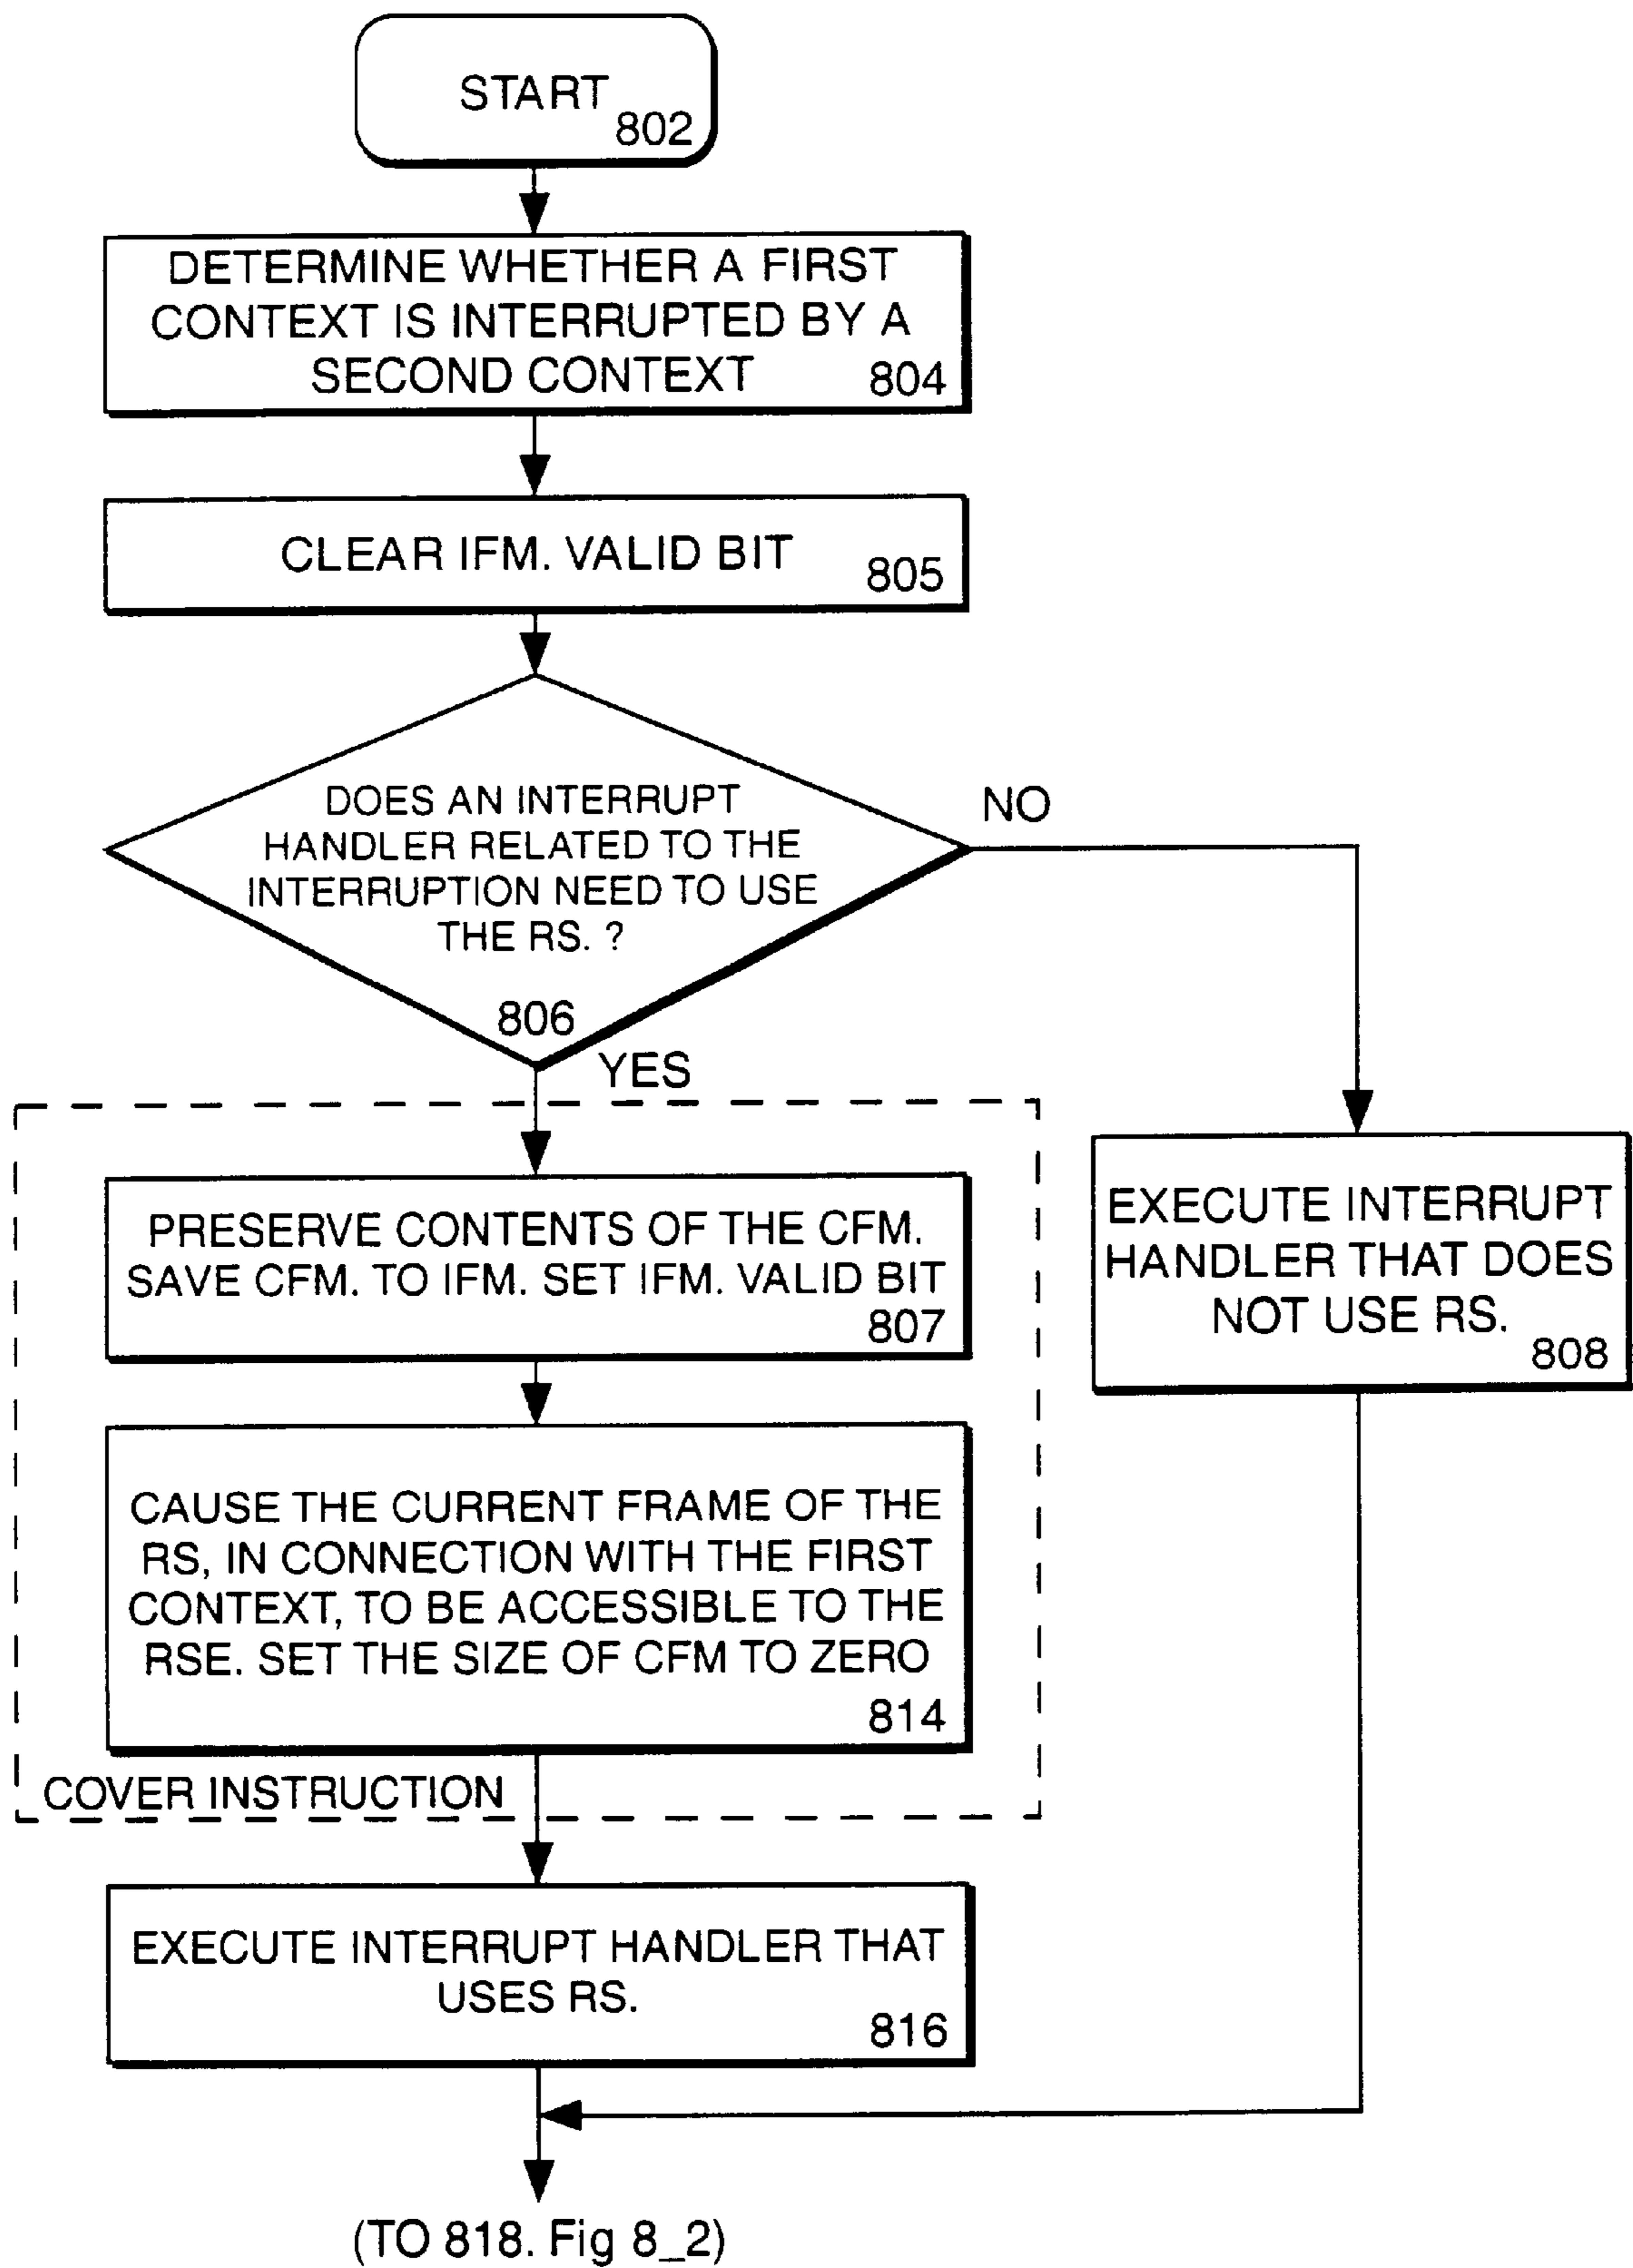 START
802
DETERMINE WHETHER A FIRST
CONTEXT IS INTERRUPTED BY A
SECOND CONTEXT
804
CLEAR IFM. VALID BIT
805
DOES AN INTERRUPT
HANDLER RELATED TO THE
INTERRUPTION NEED TO USE
THE RS. ?
806
NO
YES
PRESERVE CONTENTS OF THE CFM.
SAVE CFM. TO IFM. SET IFM. VALID BIT
807
EXECUTE INTERRUPT
HANDLER THAT DOES
NOT USE RS.
808
CAUSE THE CURRENT FRAME OF THE
RS, IN CONNECTION WITH THE FIRST
CONTEXT, TO BE ACCESSIBLE TO THE
RSE. SET THE SIZE OF CFM TO ZERO
814
COVER INSTRUCTION
EXECUTE INTERRUPT HANDLER THAT
USES RS.
816
(TO 818. Fig 8_2)